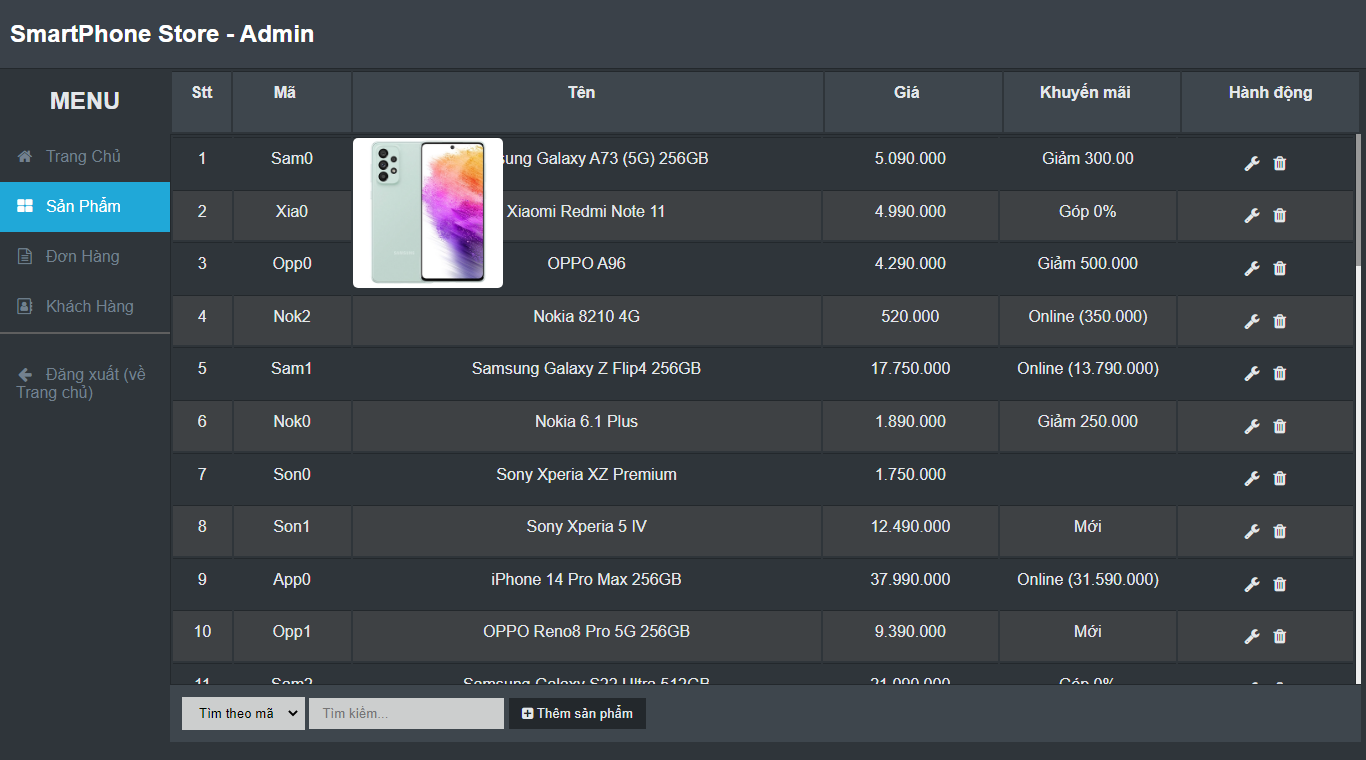 SmartPhone Store - Admin
MENU
Trang Chủ
Sản Phẩm
Đơn Hàng
Khách Hàng
Đăng xuất (về
Trang chủ)
Stt Mã Tên Giá Khuyến mãi Hành động
1 Sam0 sung Galaxy A73 (5G) 256GB 5.090.000 Giảm 300.00
2 Xia0 Xiaomi Redmi Note 11 4.990.000 Góp 0%
3 Opp0 OPPO A96 4.290.000 Giảm 500.000
4 Nok2 Nokia 8210 4G 520.000 Online (350.000)
5 Sam1 Samsung Galaxy Z Flip4 256GB 17.750.000 Online (13.790.000)
6 Nok0 Nokia 6.1 Plus 1.890.000 Giảm 250.000
7 Son0 Sony Xperia XZ Premium 1.750.000
8 Son1 Sony Xperia 5 IV 12.490.000 Mới
9 App0 iPhone 14 Pro Max 256GB 37.990.000 Online (31.590.000)
10 Opp1 OPPO Reno8 Pro 5G 256GB 9.390.000 Mới
11 Sam2 Samsung Galaxy S22 Ultra 512GB 21.990.000 Góp 0%
Tìm theo mã Tìm kiếm... Thêm sản phẩm